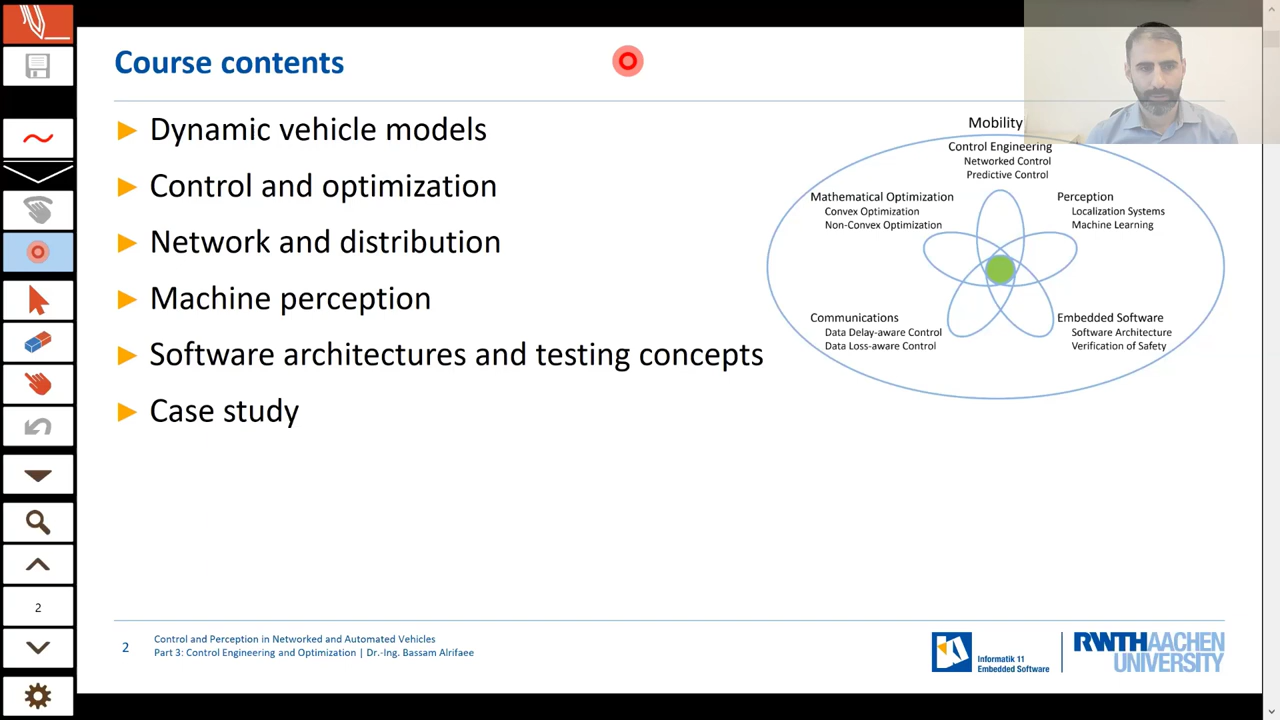 Course contents
Dynamic vehicle models
Control and optimization
Network and distribution
Machine perception
Software architectures and testing concepts
Case study
Mobility
Control Engineering
Networked Control
Predictive Control
Mathematical Optimization
Convex Optimization
Non-Convex Optimization
Perception
Localization Systems
Machine Learning
Communications
Data Delay-aware Control
Data Loss-aware Control
Embedded Software
Software Architecture
Verification of Safety
2
2
Control and Perception in Networked and Automated Vehicles
Part 3: Control Engineering and Optimization | Dr.-Ing. Bassam Alrifaee
Informatik 11
Embedded Software
RWTHAACHEN
UNIVERSITY